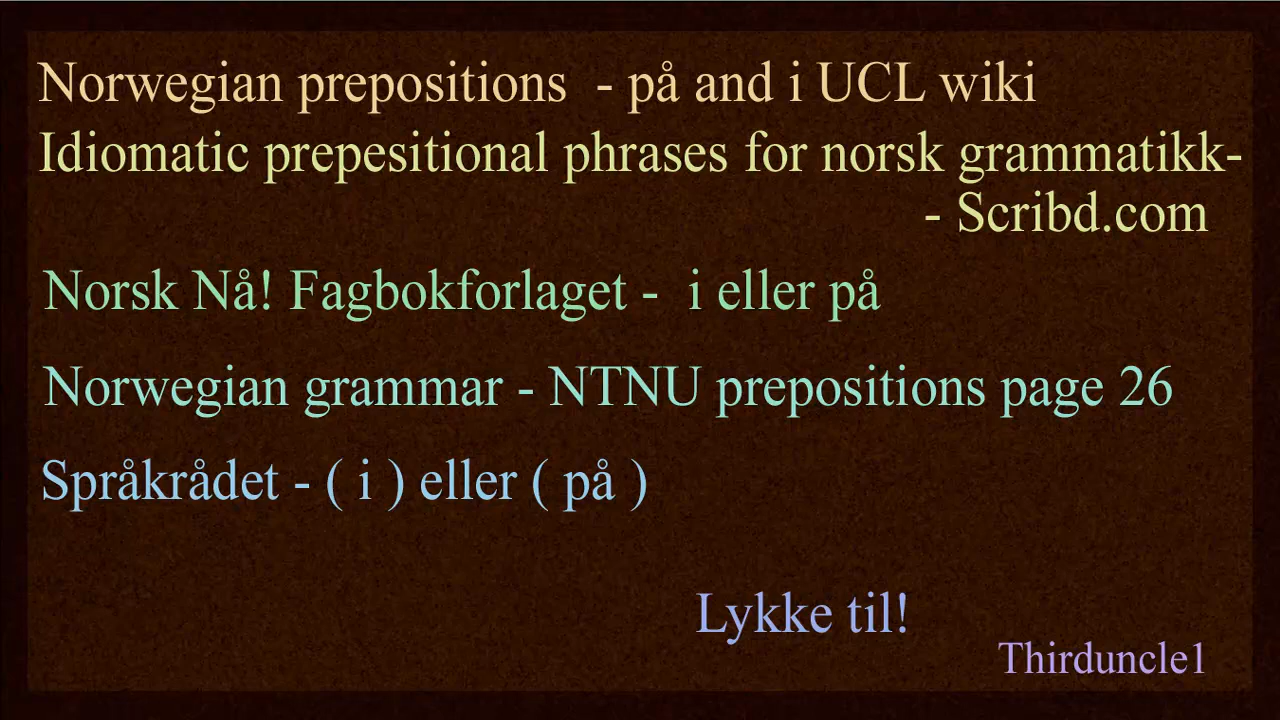 Norwegian prepositions - på and i UCL wiki
Idiomatic prepesitional phrases for norsk grammatikk-
- Scribd.com
Norsk Nå! Fagbokforlaget - i eller på
Norwegian grammar - NTNU prepositions page 26
Språkrådet - ( i ) eller ( på )
Lykke til!
Thirduncle1